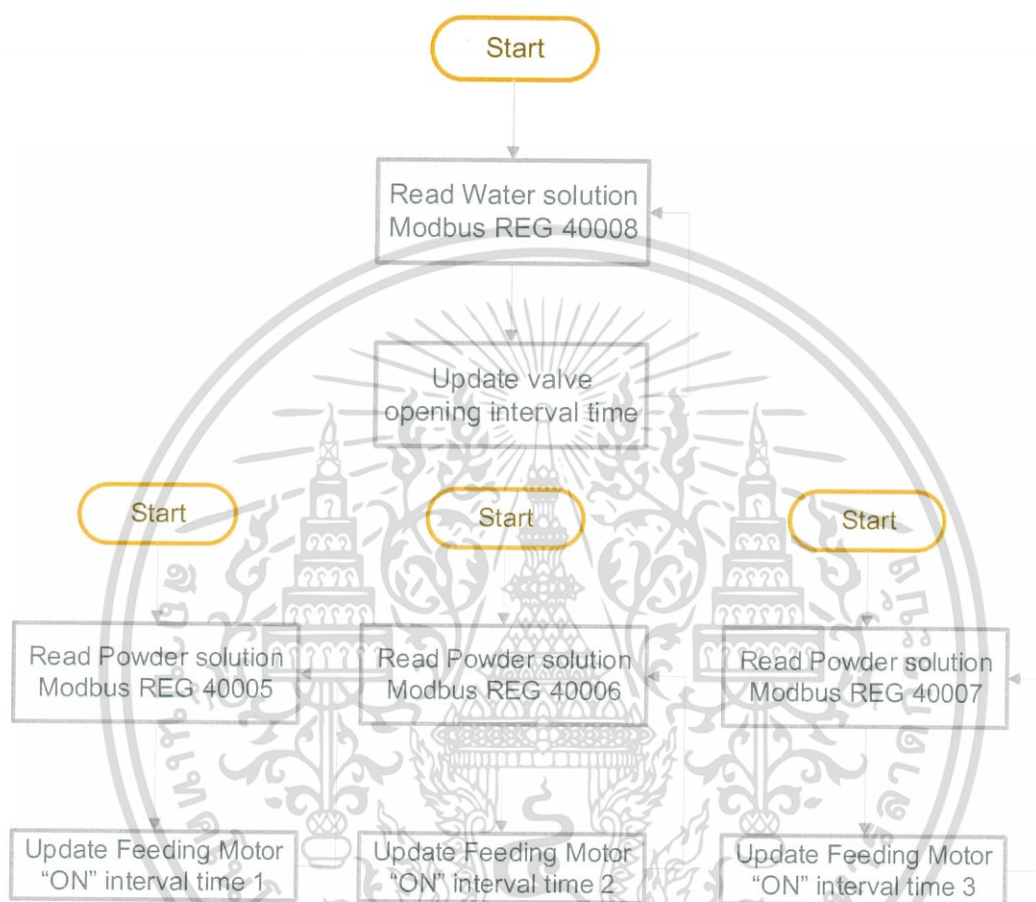 Start
Read Water solution
Modbus REG 40008
Update valve
opening interval time
Start
Start
Start
Read Powder solution
Modbus REG 40005
Read Powder solution
Modbus REG 40006
Read Powder solution
Modbus REG 40007
Update Feeding Motor
“ON” interval time 1
Update Feeding Motor
“ON” interval time 2
Update Feeding Motor
“ON” interval time 3